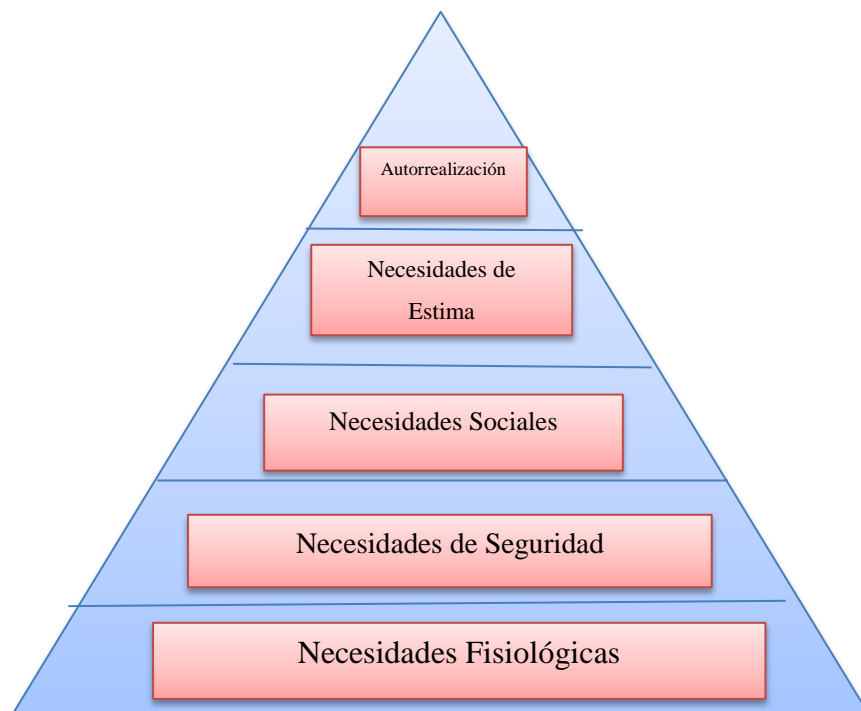 Autorrealización
Necesidades de
Estima
Necesidades Sociales
Necesidades de Seguridad
Necesidades Fisiológicas